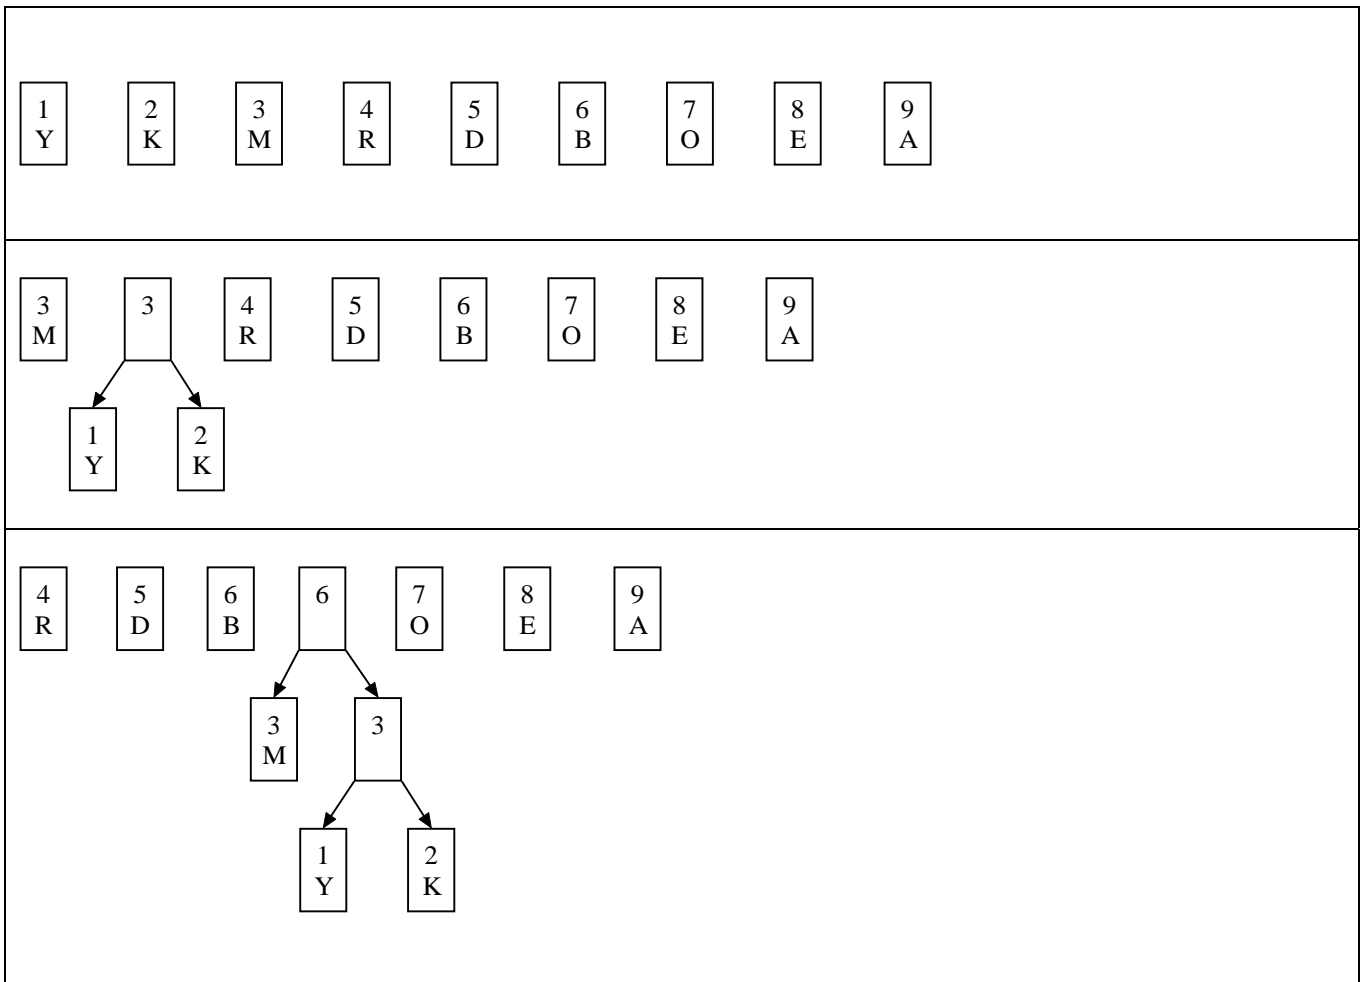 1 2 3 4 5 6 7 8 9
Y K M R D B O E A
3 3 4 5 6 7 8 9
M R D B O E A
1 2
Y K
4 5 6 6 7 8 9
R D B O E A
3 3
M
1 2
Y K